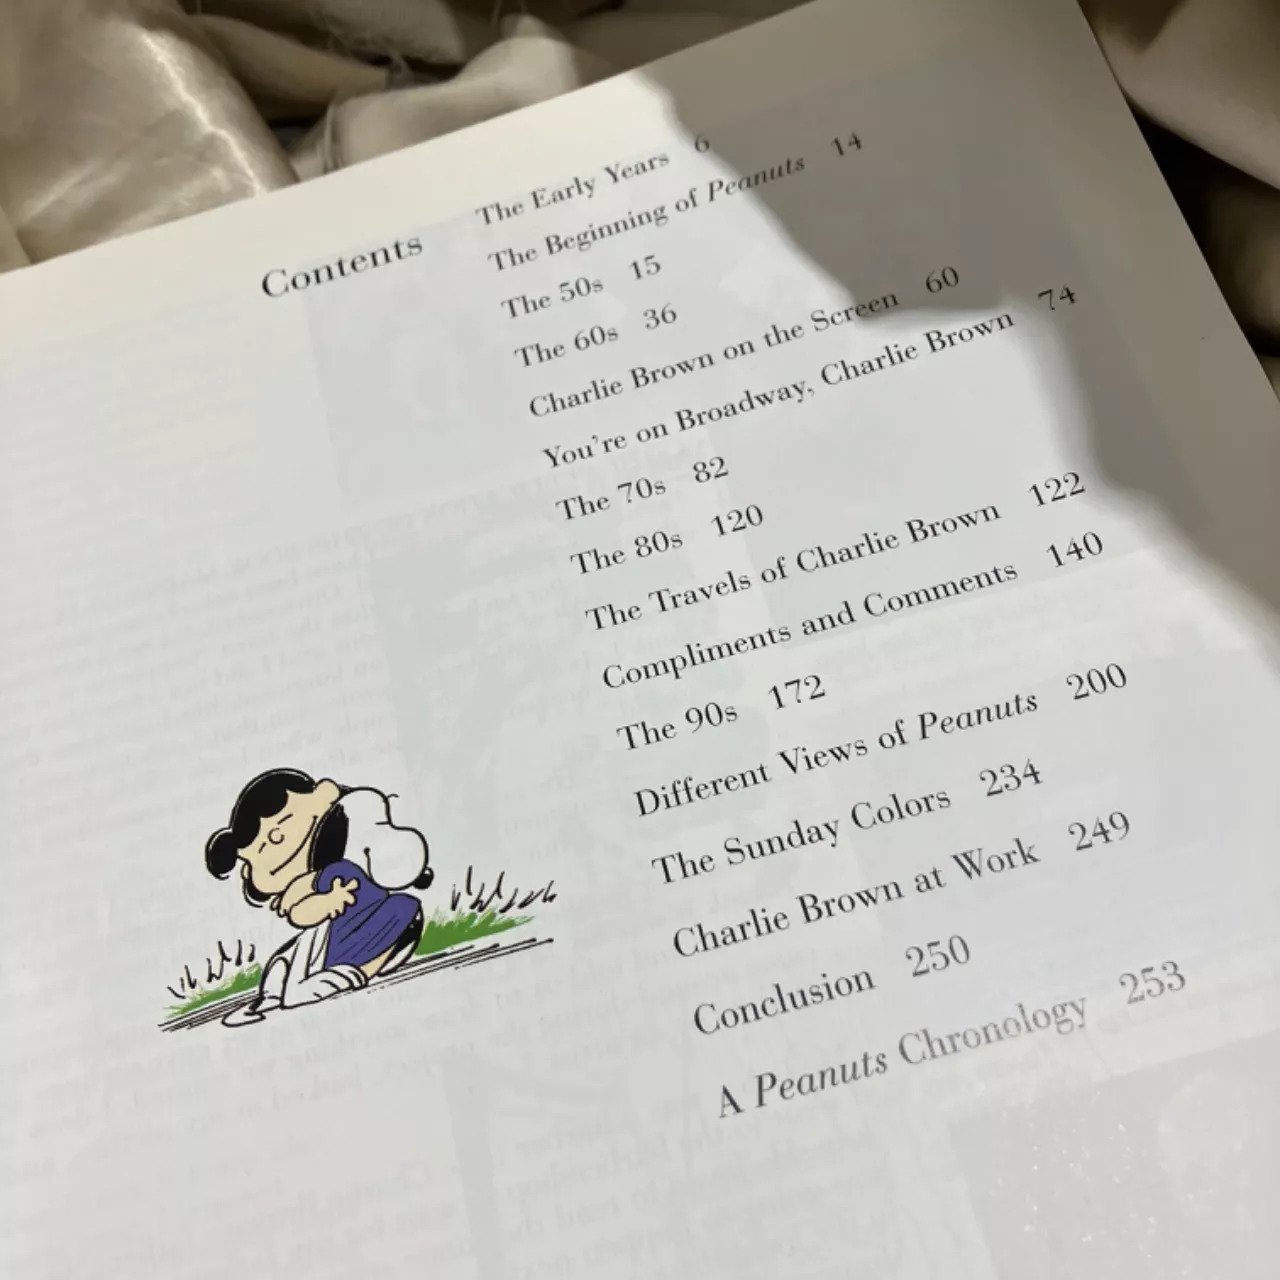 Contents
The Early Years 6
The Beginning of Peanuts 14
The 50s 15
The 60s 36
Charlie Brown on the Screen 60
You're on Broadway, Charlie Brown 74
The 70s 82
The 80s 120
The Travels of Charlie Brown 122
Compliments and Comments 140
The 90s 172
Different Views of Peanuts 200
The Sunday Colors 234
Charlie Brown at Work 249
Conclusion 250
A Peanuts Chronology 253